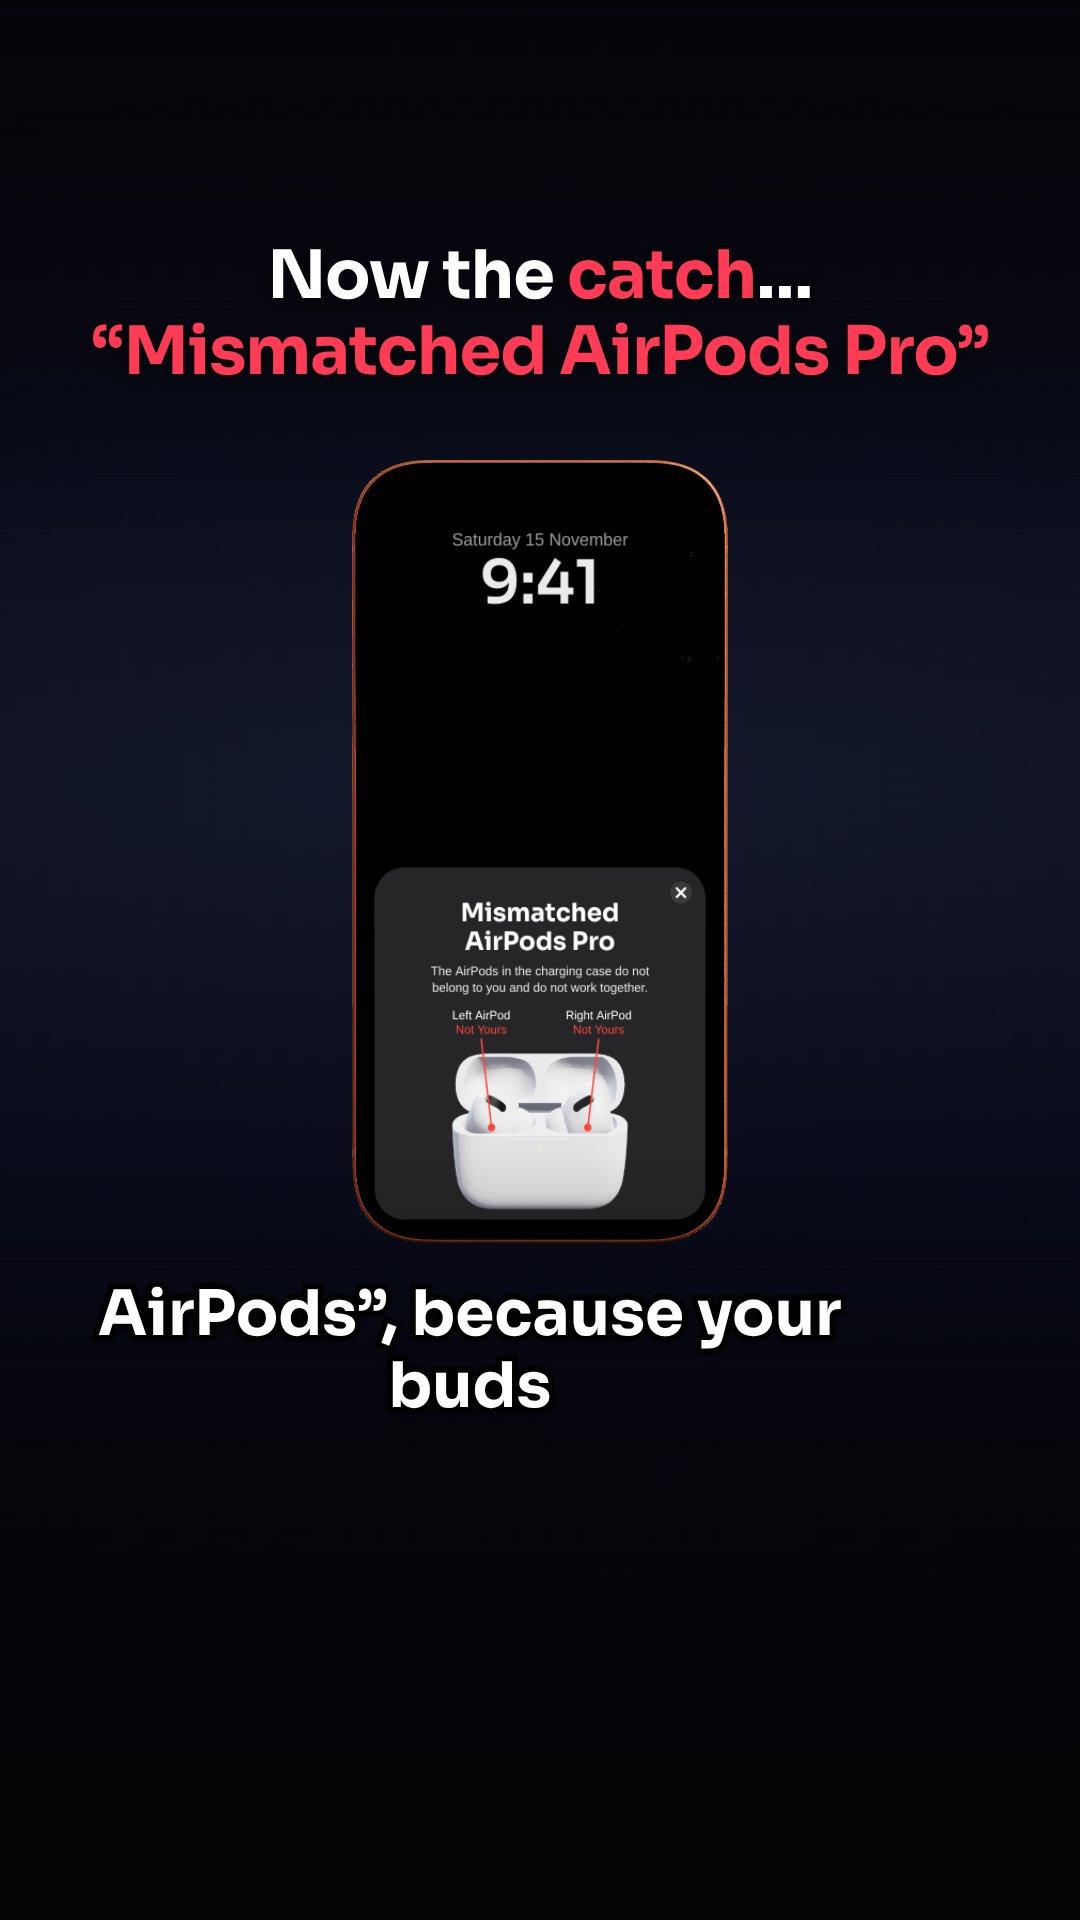 Now the catch...
“Mismatched AirPods Pro”
Saturday 15 November
9:41
Mismatched
AirPods Pro
The AirPods in the charging case do not
belong to you and do not work together.
Left AirPod Right AirPod
Not Yours Not Yours
AirPods”, because your
buds